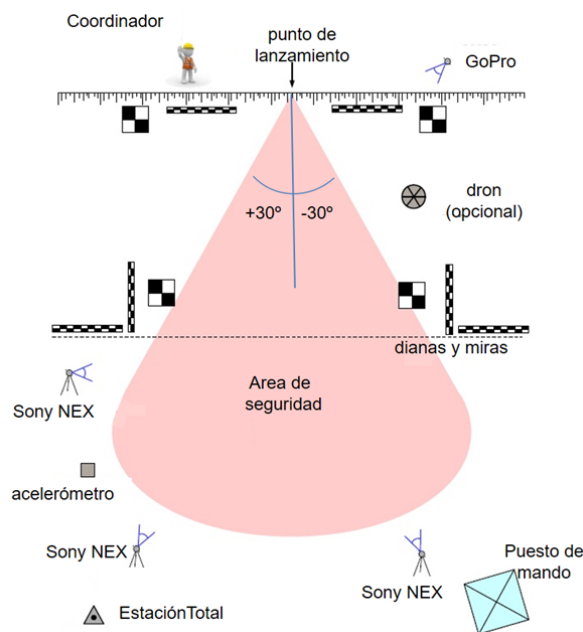 Coordinador
punto de
lanzamiento
GoPro
+30º
-30º
dron
(opcional)
dianas y miras
Area de
seguridad
Sony NEX
acelerómetro
Sony NEX
Sony NEX
Puesto de
mando
EstaciónTotal